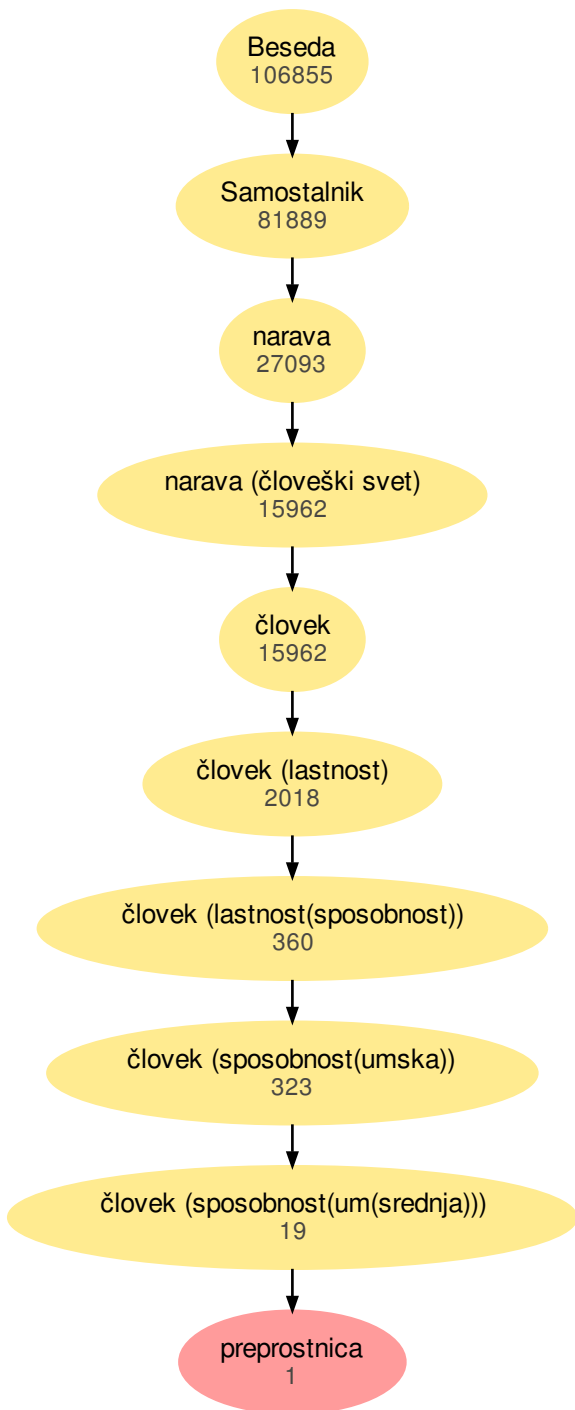 Beseda
106855
Samostalnik
81889
narava
27093
narava (človeški svet)
15962
človek
15962
človek (lastnost)
2018
človek (lastnost(sposobnost))
360
človek (sposobnost(umska))
323
človek (sposobnost(um(srednja)))
19
preprostnica
1